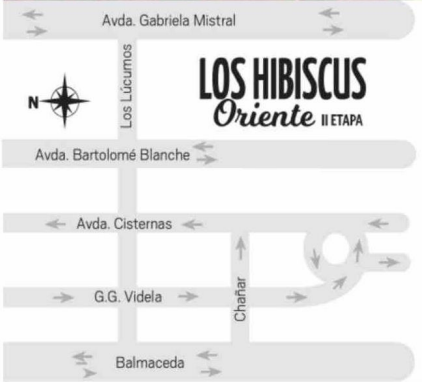 Avda. Gabriela Mistral
Los Lúcumos
LOS HIBISCUS
Oriente II ETAPA
N
Avda. Bartolomé Blanche
Avda. Cisternas
G.G. Videla
Chañar
Balmaceda